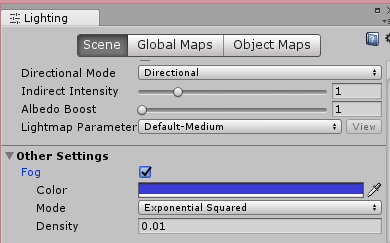 Lighting
Scene Global Maps Object Maps
Directional Mode Directional
Indirect Intensity 1
Albedo Boost 1
Lightmap Parameter Default-Medium View
Other Settings
Fog
Color
Mode Exponential Squared
Density 0.01